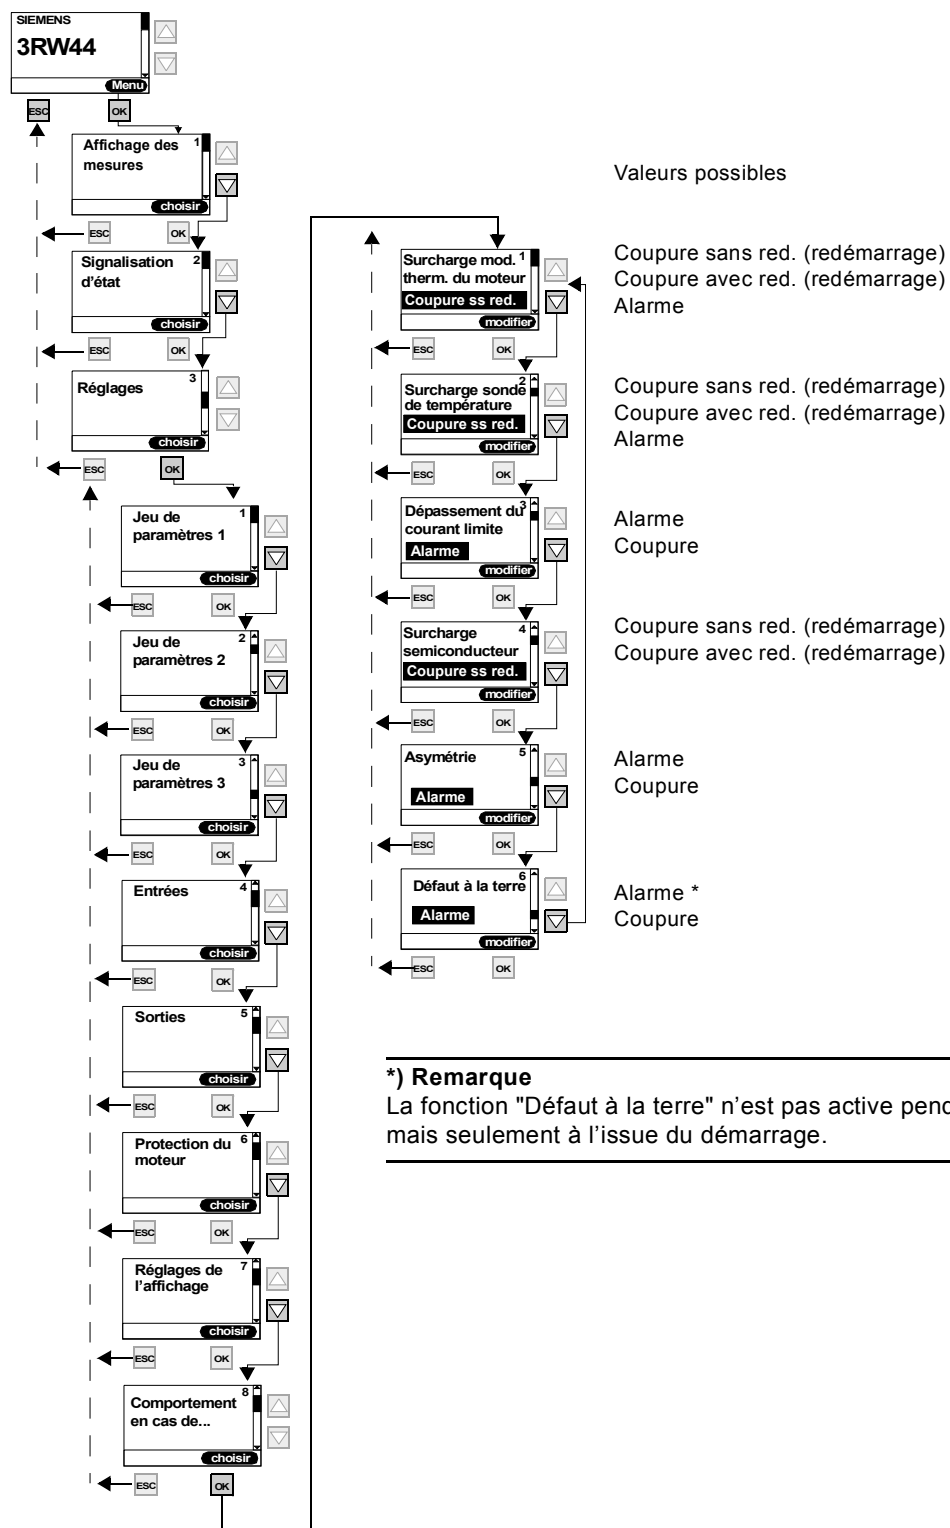 SIEMENS
3RW44
Menu
ESC
OK
Affichage des 1
mesures
choisir
ESC
OK
Signalisation 2
d'état
choisir
ESC
OK
Réglages 3
choisir
ESC
OK
Jeu de 1
paramètres 1
choisir
ESC
OK
Jeu de 2
paramètres 2
choisir
ESC
OK
Jeu de 3
paramètres 3
choisir
ESC
OK
Entrées 4
choisir
ESC
OK
Sorties 5
choisir
ESC
OK
Protection du 6
moteur
choisir
ESC
OK
Réglages de 7
l'affichage
choisir
ESC
OK
Comportement 8
en cas de...
choisir
ESC
OK
Valeurs possibles
Surcharge mod. 1
therm. du moteur
Coupure ss red.
modifier
ESC
OK
Coupure sans red. (redémarrage)
Coupure avec red. (redémarrage)
Alarme
Surcharge sonde 2
de température
Coupure ss red.
modifier
ESC
OK
Coupure sans red. (redémarrage)
Coupure avec red. (redémarrage)
Alarme
Dépassement du 3
courant limite
Alarme
modifier
ESC
OK
Alarme
Coupure
Surcharge 4
semiconducteur
Coupure ss red.
modifier
ESC
OK
Coupure sans red. (redémarrage)
Coupure avec red. (redémarrage)
Asymétrie 5
Alarme
modifier
ESC
OK
Alarme
Coupure
Défaut à la terre 6
Alarme
modifier
ESC
OK
Alarme *
Coupure
*) Remarque
La fonction "Défaut à la terre" n'est pas active
mais seulement à l'issue du démarrage.